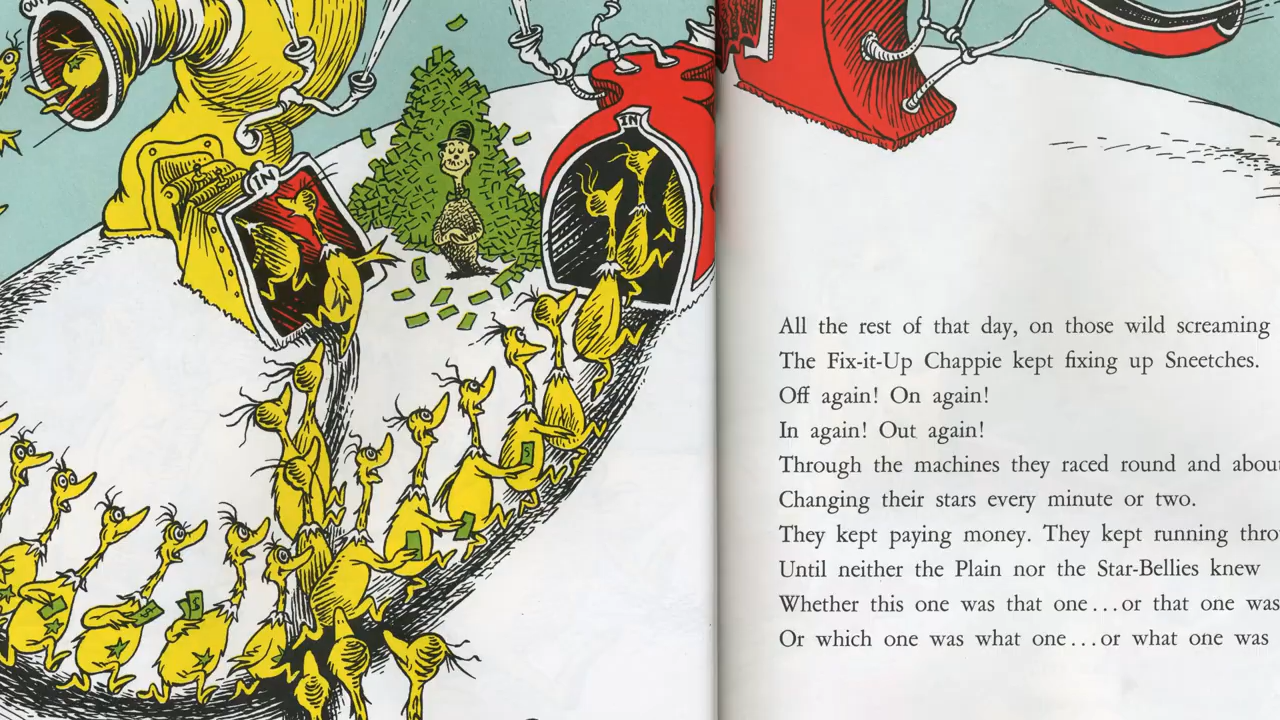 OUT
IN
IN
$
$
$
$
$
$
All the rest of that day, on those wild screaming
The Fix-it-Up Chappie kept fixing up Sneetches.
Off again! On again!
In again! Out again!
Through the machines they raced round and about
Changing their stars every minute or two.
They kept paying money. They kept running thro
Until neither the Plain nor the Star-Bellies knew
Whether this one was that one...or that one was
Or which one was what one...or what one was